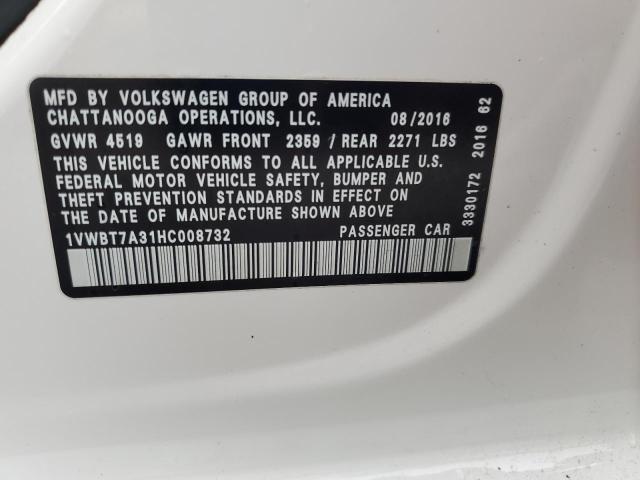 MFD BY VOLKSWAGEN GROUP OF AMERICA
CHATTANOOGA OPERATIONS, LLC. 08/2016
GVWR 4519 GAWR FRONT 2359 / REAR 2271 LBS
THIS VEHICLE CONFORMS TO ALL APPLICABLE U.S.
FEDERAL MOTOR VEHICLE SAFETY, BUMPER AND
THEFT PREVENTION STANDARDS IN EFFECT ON
THE DATE OF MANUFACTURE SHOWN ABOVE
1VWBT7A31HC008732 PASSENGER CAR
3330172 2016 62